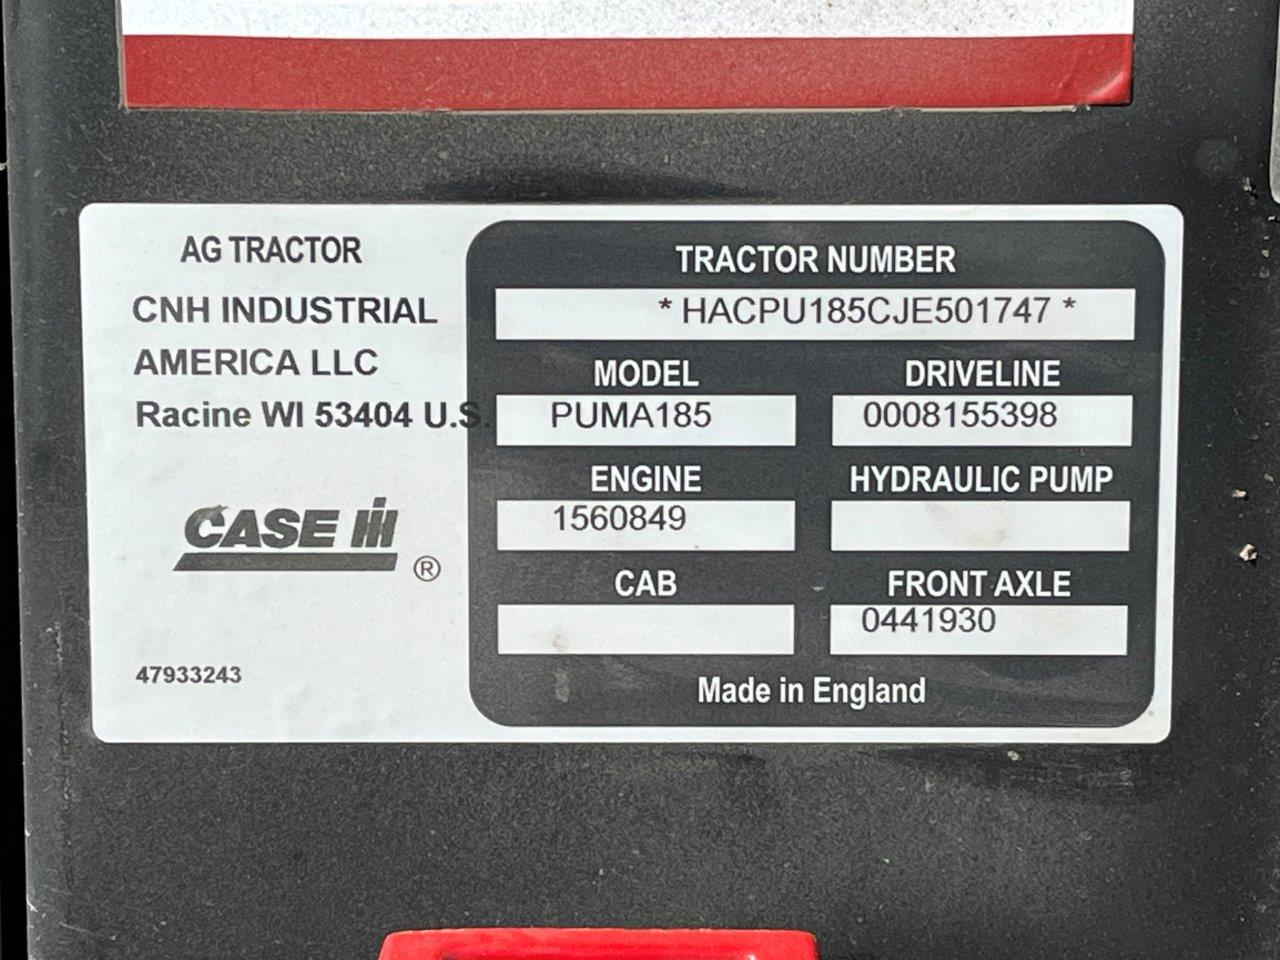 AG TRACTOR
CNH INDUSTRIAL
AMERICA LLC
Racine WI 53404 U.S.
CASE IH ®
47933243
TRACTOR NUMBER
* HACPU185CJE501747 *
MODEL DRIVELINE
PUMA185 0008155398
ENGINE HYDRAULIC PUMP
1560849
CAB FRONT AXLE
0441930
Made in England